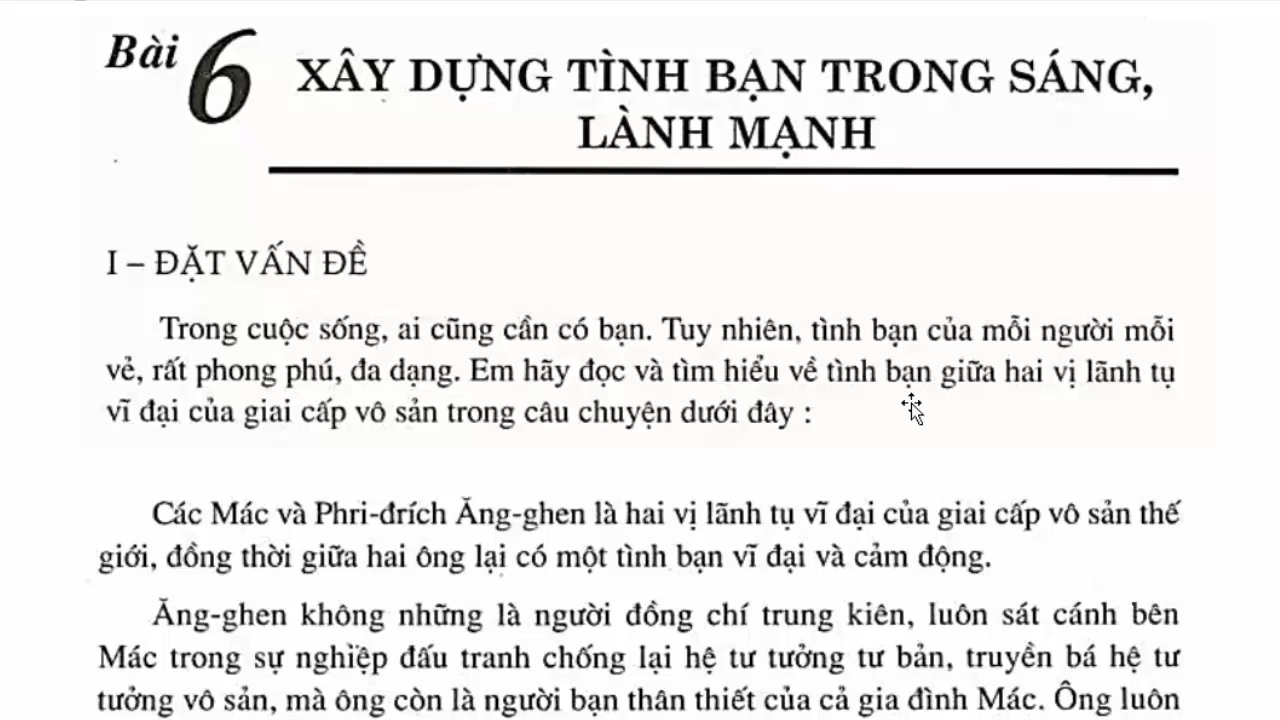 Bài 6
XÂY DỰNG TÌNH BẠN TRONG SÁNG,
LÀNH MẠNH
I – ĐẶT VẤN ĐỀ
Trong cuộc sống, ai cũng cần có bạn. Tuy nhiên, tình bạn của mỗi người mỗi
vẻ, rất phong phú, đa dạng. Em hãy đọc và tìm hiểu về tình bạn giữa hai vị lãnh tụ
vĩ đại của giai cấp vô sản trong câu chuyện dưới đây :
Các Mác và Phri-đrích Ăng-ghen là hai vị lãnh tụ vĩ đại của giai cấp vô sản thế
giới, đồng thời giữa hai ông lại có một tình bạn vĩ đại và cảm động.
Ăng-ghen không những là người đồng chí trung kiên, luôn sát cánh bên
Mác trong sự nghiệp đấu tranh chống lại hệ tư tưởng tư bản, truyền bá hệ tư
tưởng vô sản, mà ông còn là người bạn thân thiết của cả gia đình Mác. Ông luôn